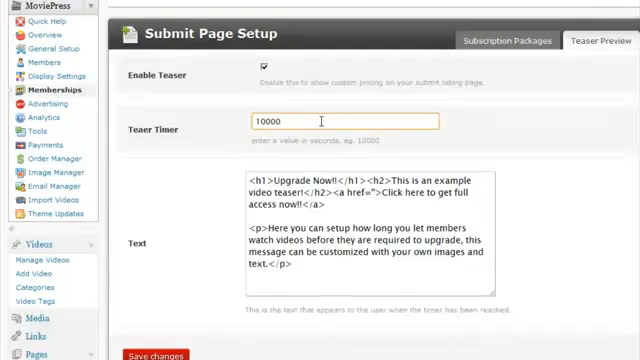 MoviePress
Quick Help
Overview
General Setup
Members
Display Settings
Memberships
Advertising
Analytics
Tools
Payments
Order Manager
Image Manager
Email Manager
Import Videos
Theme Updates
Videos
Manage Videos
Add Video
Categories
Video Tags
Media
Links
Pages
Submit Page Setup
Subscription Packages
Teaser Preview
Enable Teaser
Enable this to allow custom pricing on your submit listing page.
Teaer Timer
10000
enter a value in seconds, eg. 10000
Text
<h1>Upgrade Now!!</h1><h2>This is an example
video teaser!</h2><a href=''>Click here to get full
access now!!</a>
<p>Here you can setup how long you let members
watch videos before they are required to upgrade, this
message can be customized with your own images and
text.</p>
This is the text that appears to the user when the timer has been reached.
Save changes